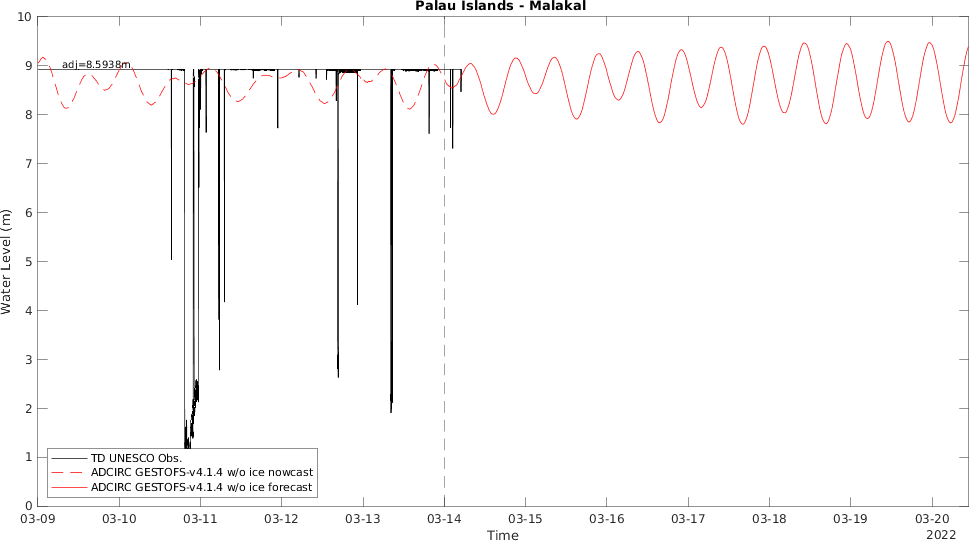 Palau Islands - Malakal
10
9
8
7
6
5
4
3
2
1
0
Water Level (m)
adj=8.5938m
TD UNESCO Obs.
ADCIRC GESTOFS-v4.1.4 w/o ice nowcast
ADCIRC GESTOFS-v4.1.4 w/o ice forecast
03-09 03-10 03-11 03-12 03-13 03-14 03-15 03-16 03-17 03-18 03-19 03-20
Time
2022